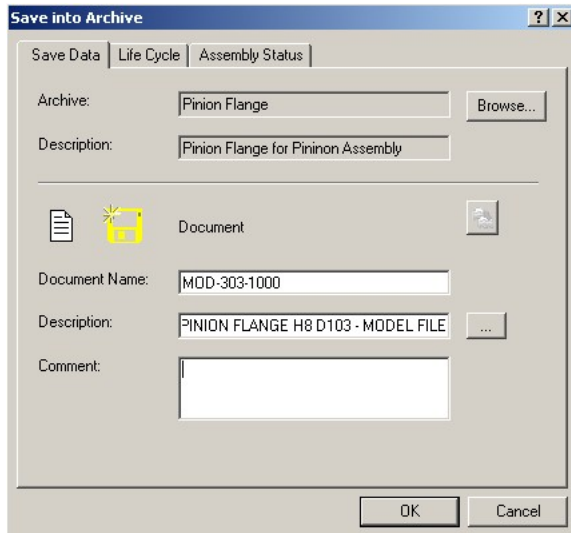 Save into Archive
Save Data Life Cycle Assembly Status
Archive: Pinion Flange Browse...
Description: Pinion Flange for Pininon Assembly
Document
Document Name: MOD-303-1000
Description: PINION FLANGE H8 D103 - MODEL FILE ...
Comment:
OK Cancel